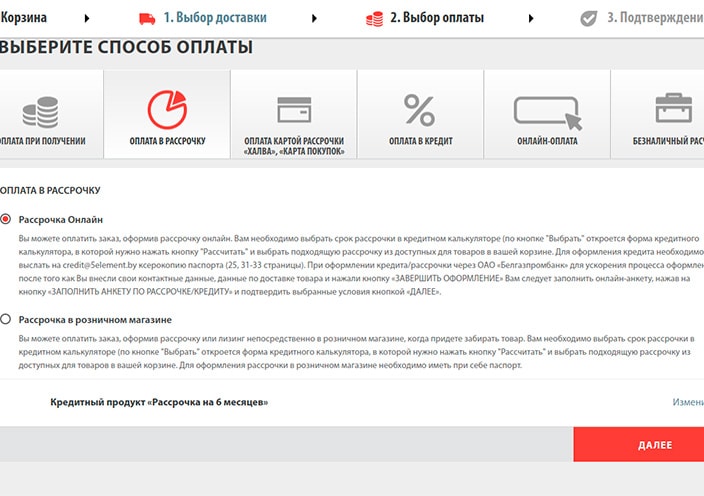 Корзина
1. Выбор доставки
2. Выбор оплаты
3. Подтверждени
ВЫБЕРИТЕ СПОСОБ ОПЛАТЫ
ОПЛАТА ПРИ ПОЛУЧЕНИИ
ОПЛАТА В РАССРОЧКУ
ОПЛАТА КАРТОЙ РАССРОЧКИ
«ХАЛВА», «КАРТА ПОКУПОК»
ОПЛАТА В КРЕДИТ
ОНЛАЙН-ОПЛАТА
БЕЗНАЛИЧНЫЙ РАС
ОПЛАТА В РАССРОЧКУ
Рассрочка Онлайн
Вы можете оплатить заказ, оформив рассрочку онлайн. Вам необходимо выбрать срок рассрочки в кредитном калькуляторе (по кнопке "Выбрать" откроется форма кредитного
калькулятора, в которой нужно нажать кнопку "Рассчитать" и выбрать подходящую рассрочку из доступных для товаров в вашей корзине. Для оформления кредита необходимо
выслать на credit@5element.by ксерокопию паспорта (25, 31-33 страницы). При оформлении кредита/рассрочки через ОАО «Белгазпромбанк» для ускорения процесса оформлен
после того как Вы внесли свои контактные данные, данные по доставке товара и нажали кнопку «ЗАВЕРШИТЬ ОФОРМЛЕНИЕ» Вам следует заполнить онлайн-анкету, нажав на
кнопку «ЗАПОЛНИТЬ АНКЕТУ ПО РАССРОЧКЕ/КРЕДИТУ» и подтвердить выбранные условия кнопкой «ДАЛЕЕ».
Рассрочка в розничном магазине
Вы можете оплатить заказ, оформив рассрочку или лизинг непосредственно в розничном магазине, когда придете забирать товар. Вам необходимо выбрать срок рассрочки в
кредитном калькуляторе (по кнопке "Выбрать" откроется форма кредитного калькулятора, в которой нужно нажать кнопку "Рассчитать" и выбрать подходящую рассрочку из
доступных для товаров в вашей корзине. Для оформления рассрочки в розничном магазине необходимо иметь при себе паспорт.
Кредитный продукт «Рассрочка на 6 месяцев»
Измени
ДАЛЕЕ